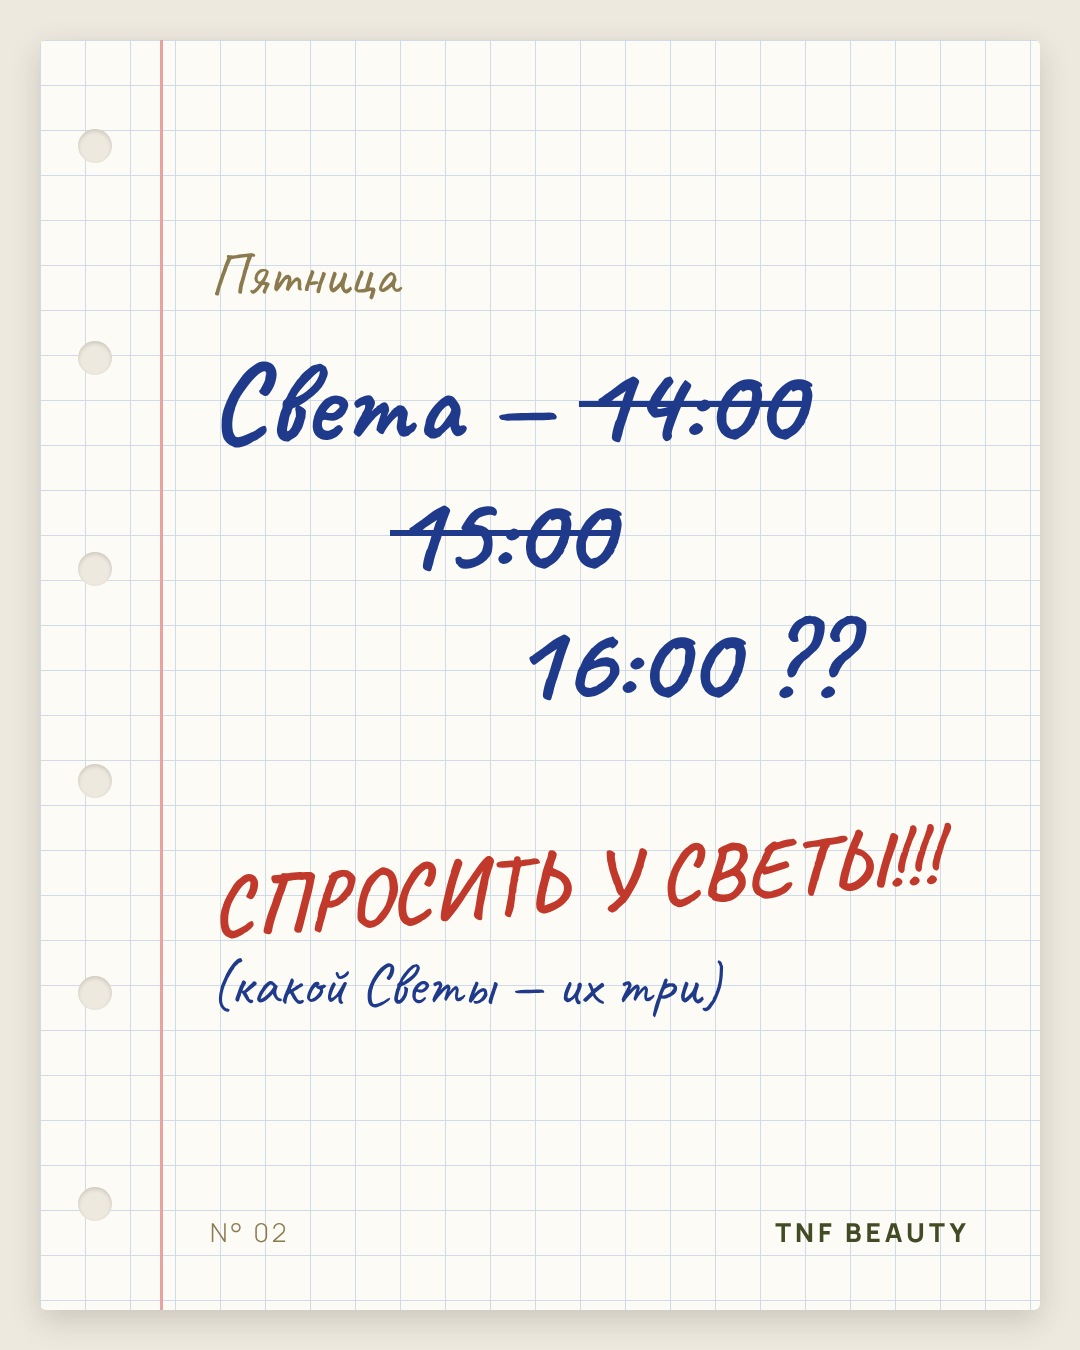 Пятница
Света — 14:00
15:00
16:00 ??
СПРОСИТЬ У СВЕТЫ!!!
(какой Светы — их три)
N° 02
TNF BEAUTY